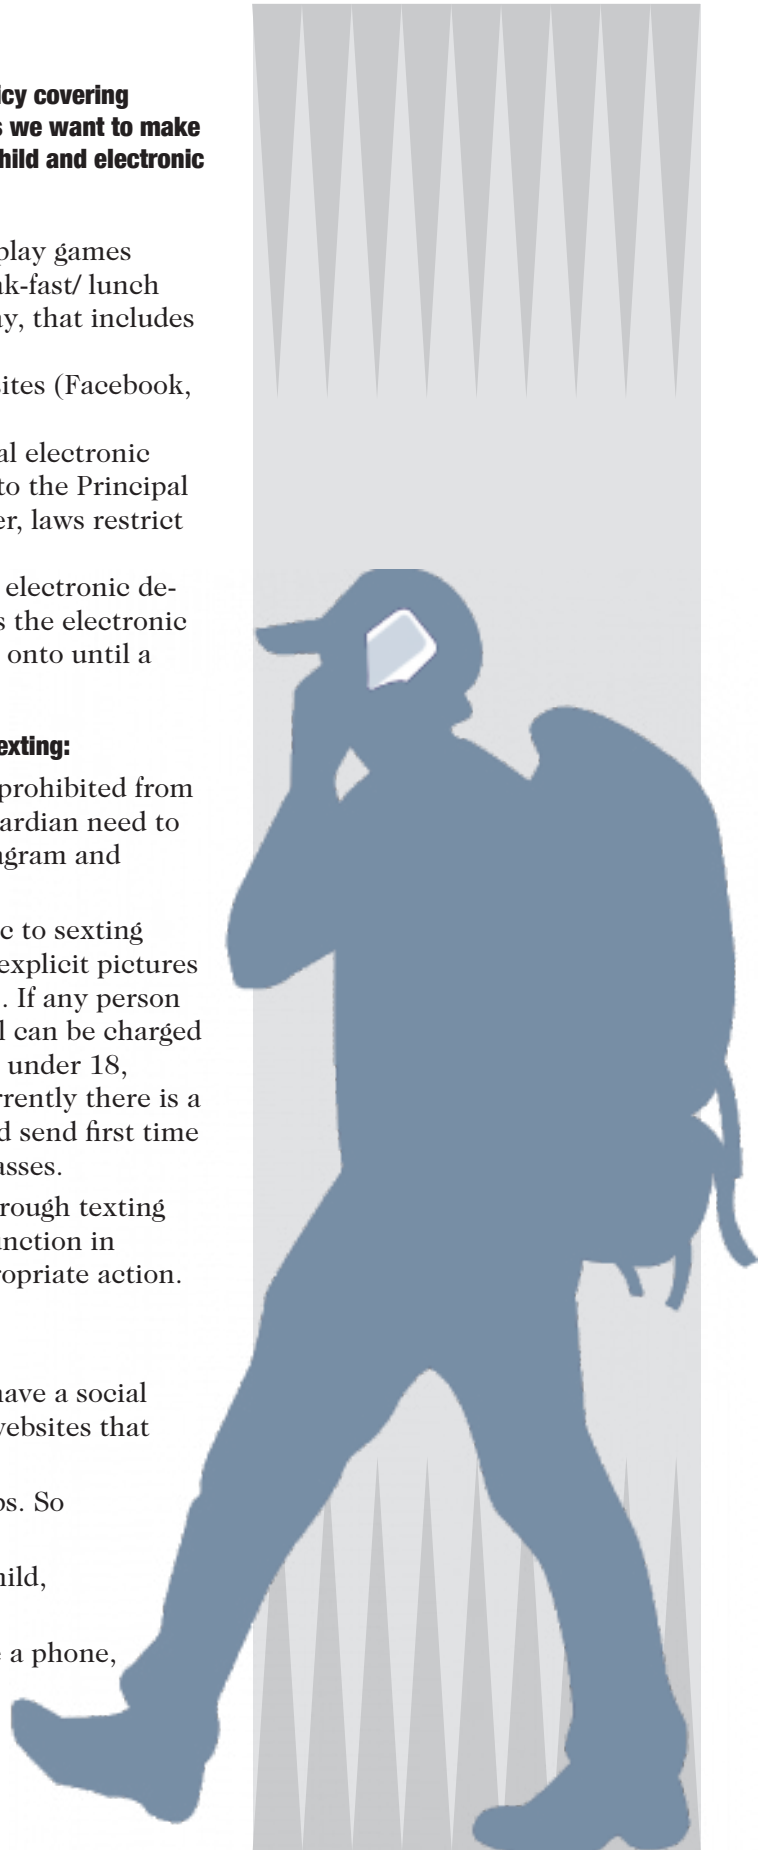 icy covering
s we want to make
hild and electronic
play games
ak-fast/ lunch
ay, that includes
sites (Facebook,
al electronic
to the Principal
er, laws restrict
electronic de-
s the electronic
onto until a
exting:
prohibited from
ardian need to
agram and
c to sexting
explicit pictures
. If any person
l can be charged
under 18,
rrently there is a
d send first time
asses.
rough texting
unction in
ropriate action.
have a social
websites that
ps. So
hild,
e a phone,